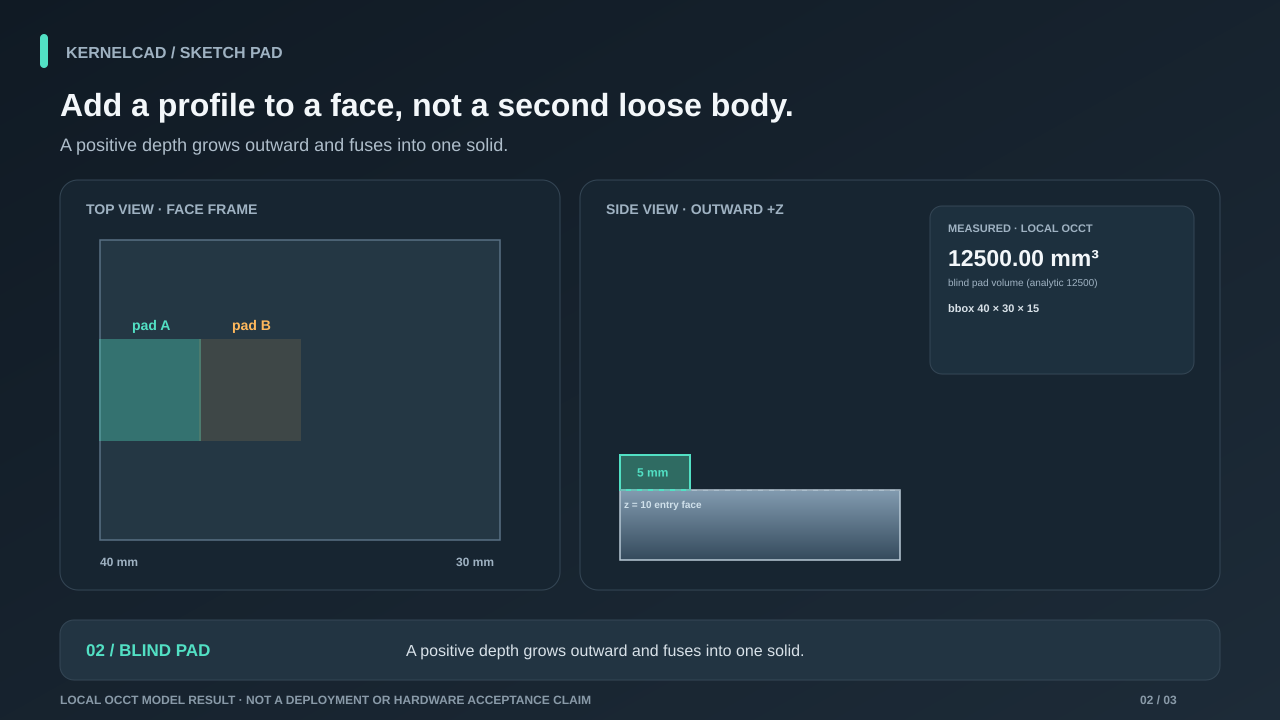 KERNELCAD / SKETCH PAD
Add a profile to a face, not a second loose body.
A positive depth grows outward and fuses into one solid.
TOP VIEW · FACE FRAME
pad A
pad B
40 mm
30 mm
SIDE VIEW · OUTWARD +Z
MEASURED · LOCAL OCCT
12500.00 mm³
blind pad volume (analytic 12500)
bbox 40 × 30 × 15
5 mm
z = 10 entry face
02 / BLIND PAD
A positive depth grows outward and fuses into one solid.
LOCAL OCCT MODEL RESULT · NOT A DEPLOYMENT OR HARDWARE ACCEPTANCE CLAIM
02 / 03